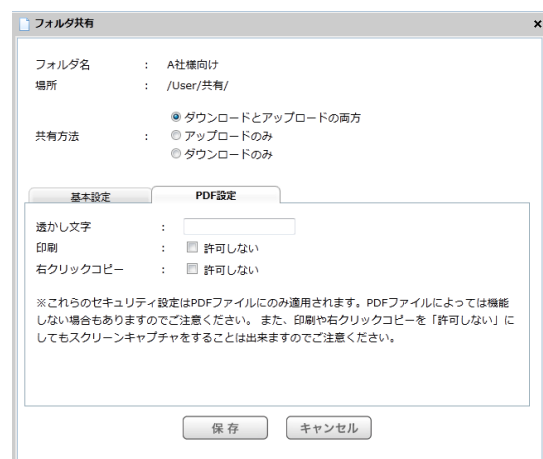 フォルダ共有
フォルダ名 : A社様向け
場所 : /User/共有/
ダウンロードとアップロードの両方
共有方法 : アップロードのみ
ダウンロードのみ
基本設定 PDF設定
透かし文字 :
印刷 : 許可しない
右クリックコピー : 許可しない
※これらのセキュリティ設定はPDFファイルにのみ適用されます。PDFファイルによっては機能
しない場合もありますのでご注意ください。 また、印刷や右クリックコピーを「許可しない」に
してもスクリーンキャプチャをすることは出来ますのでご注意ください。
保存 キャンセル